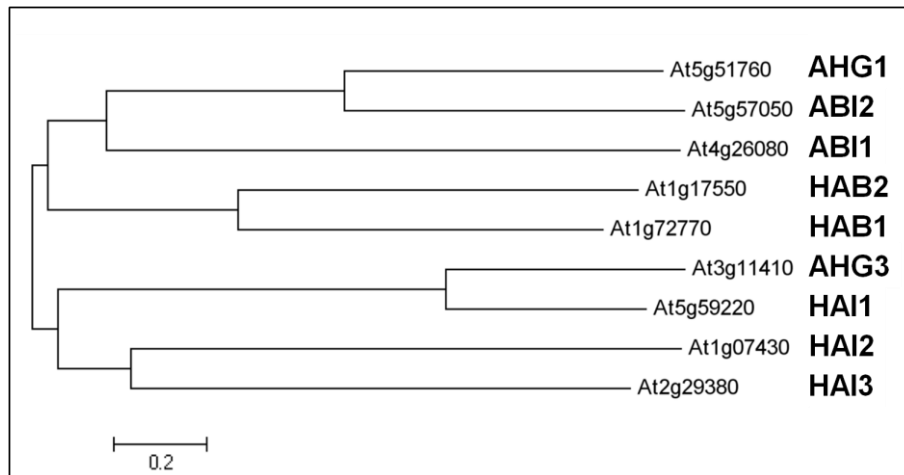 At5g51760 AHG1
At5g57050 ABI2
At4g26080 ABI1
At1g17550 HAB2
At1g72770 HAB1
At3g11410 AHG3
At5g59220 HAI1
At1g07430 HAI2
At2g29380 HAI3
0.2